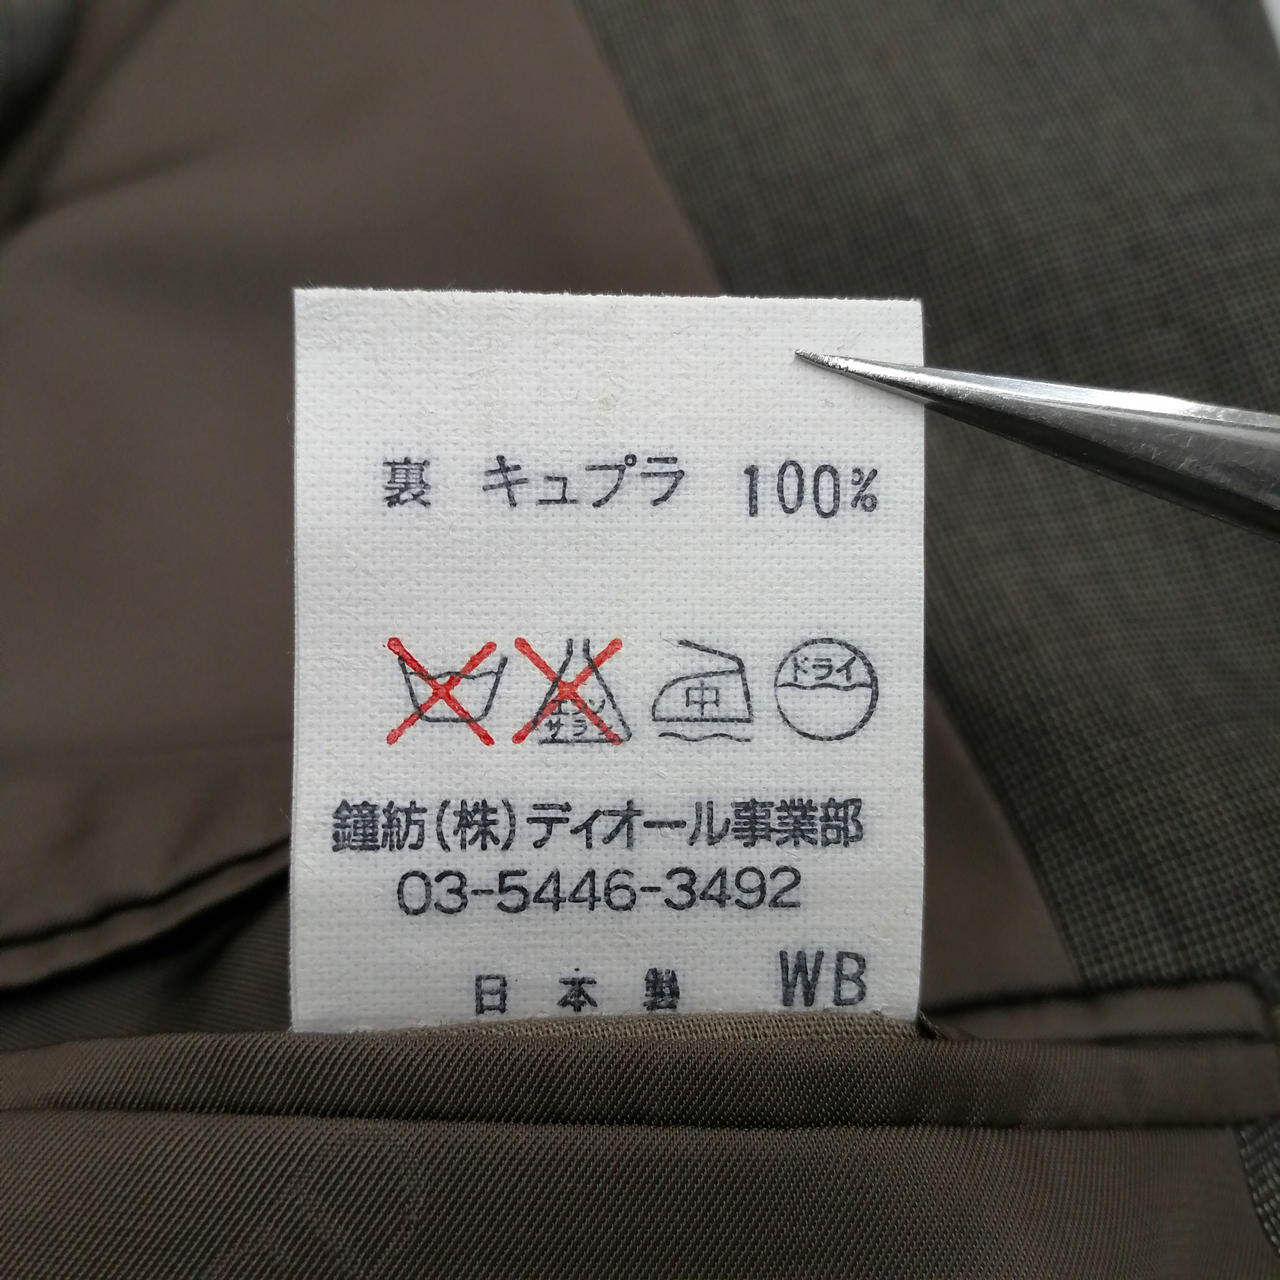 裏 キュプラ 100%
エンソ
サラシ
中
ドライ
鐘紡(株)ディオール事業部
03-5446-3492
日本製 WB